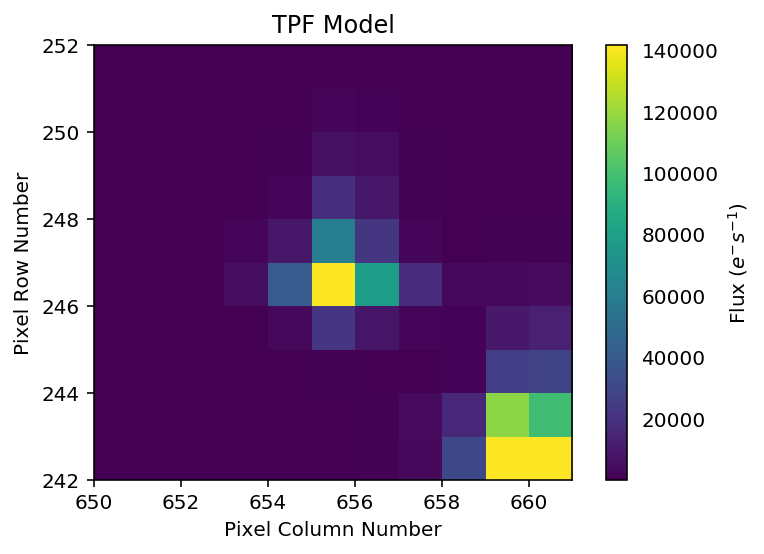 TPF Model
252
250
248
246
244
242
Pixel Row Number
650 652 654 656 658 660
Pixel Column Number
140000
120000
100000
80000
60000
40000
20000
Flux (e⁻s⁻¹)